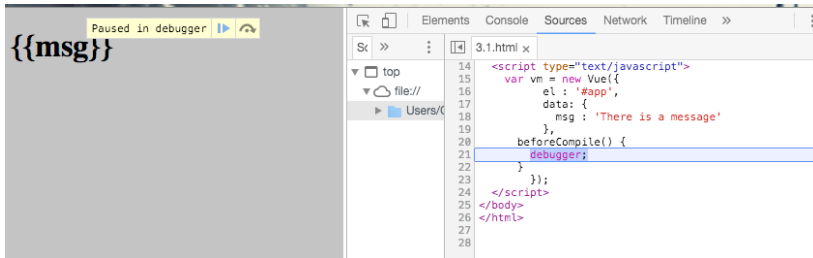 Paused in debugger
{{msg}}
Elements Console Sources Network Timeline »
»
3.1.html ×
top
file://
14 <script type="text/javascript">
15 var vm = new Vue({
16 el : '#app',
17 data: {
18 msg : 'There is a message'
19 },
20 beforeCompile() {
21 debugger;
22 }
23 });
24 </script>
25 </body>
26 </html>
27
28